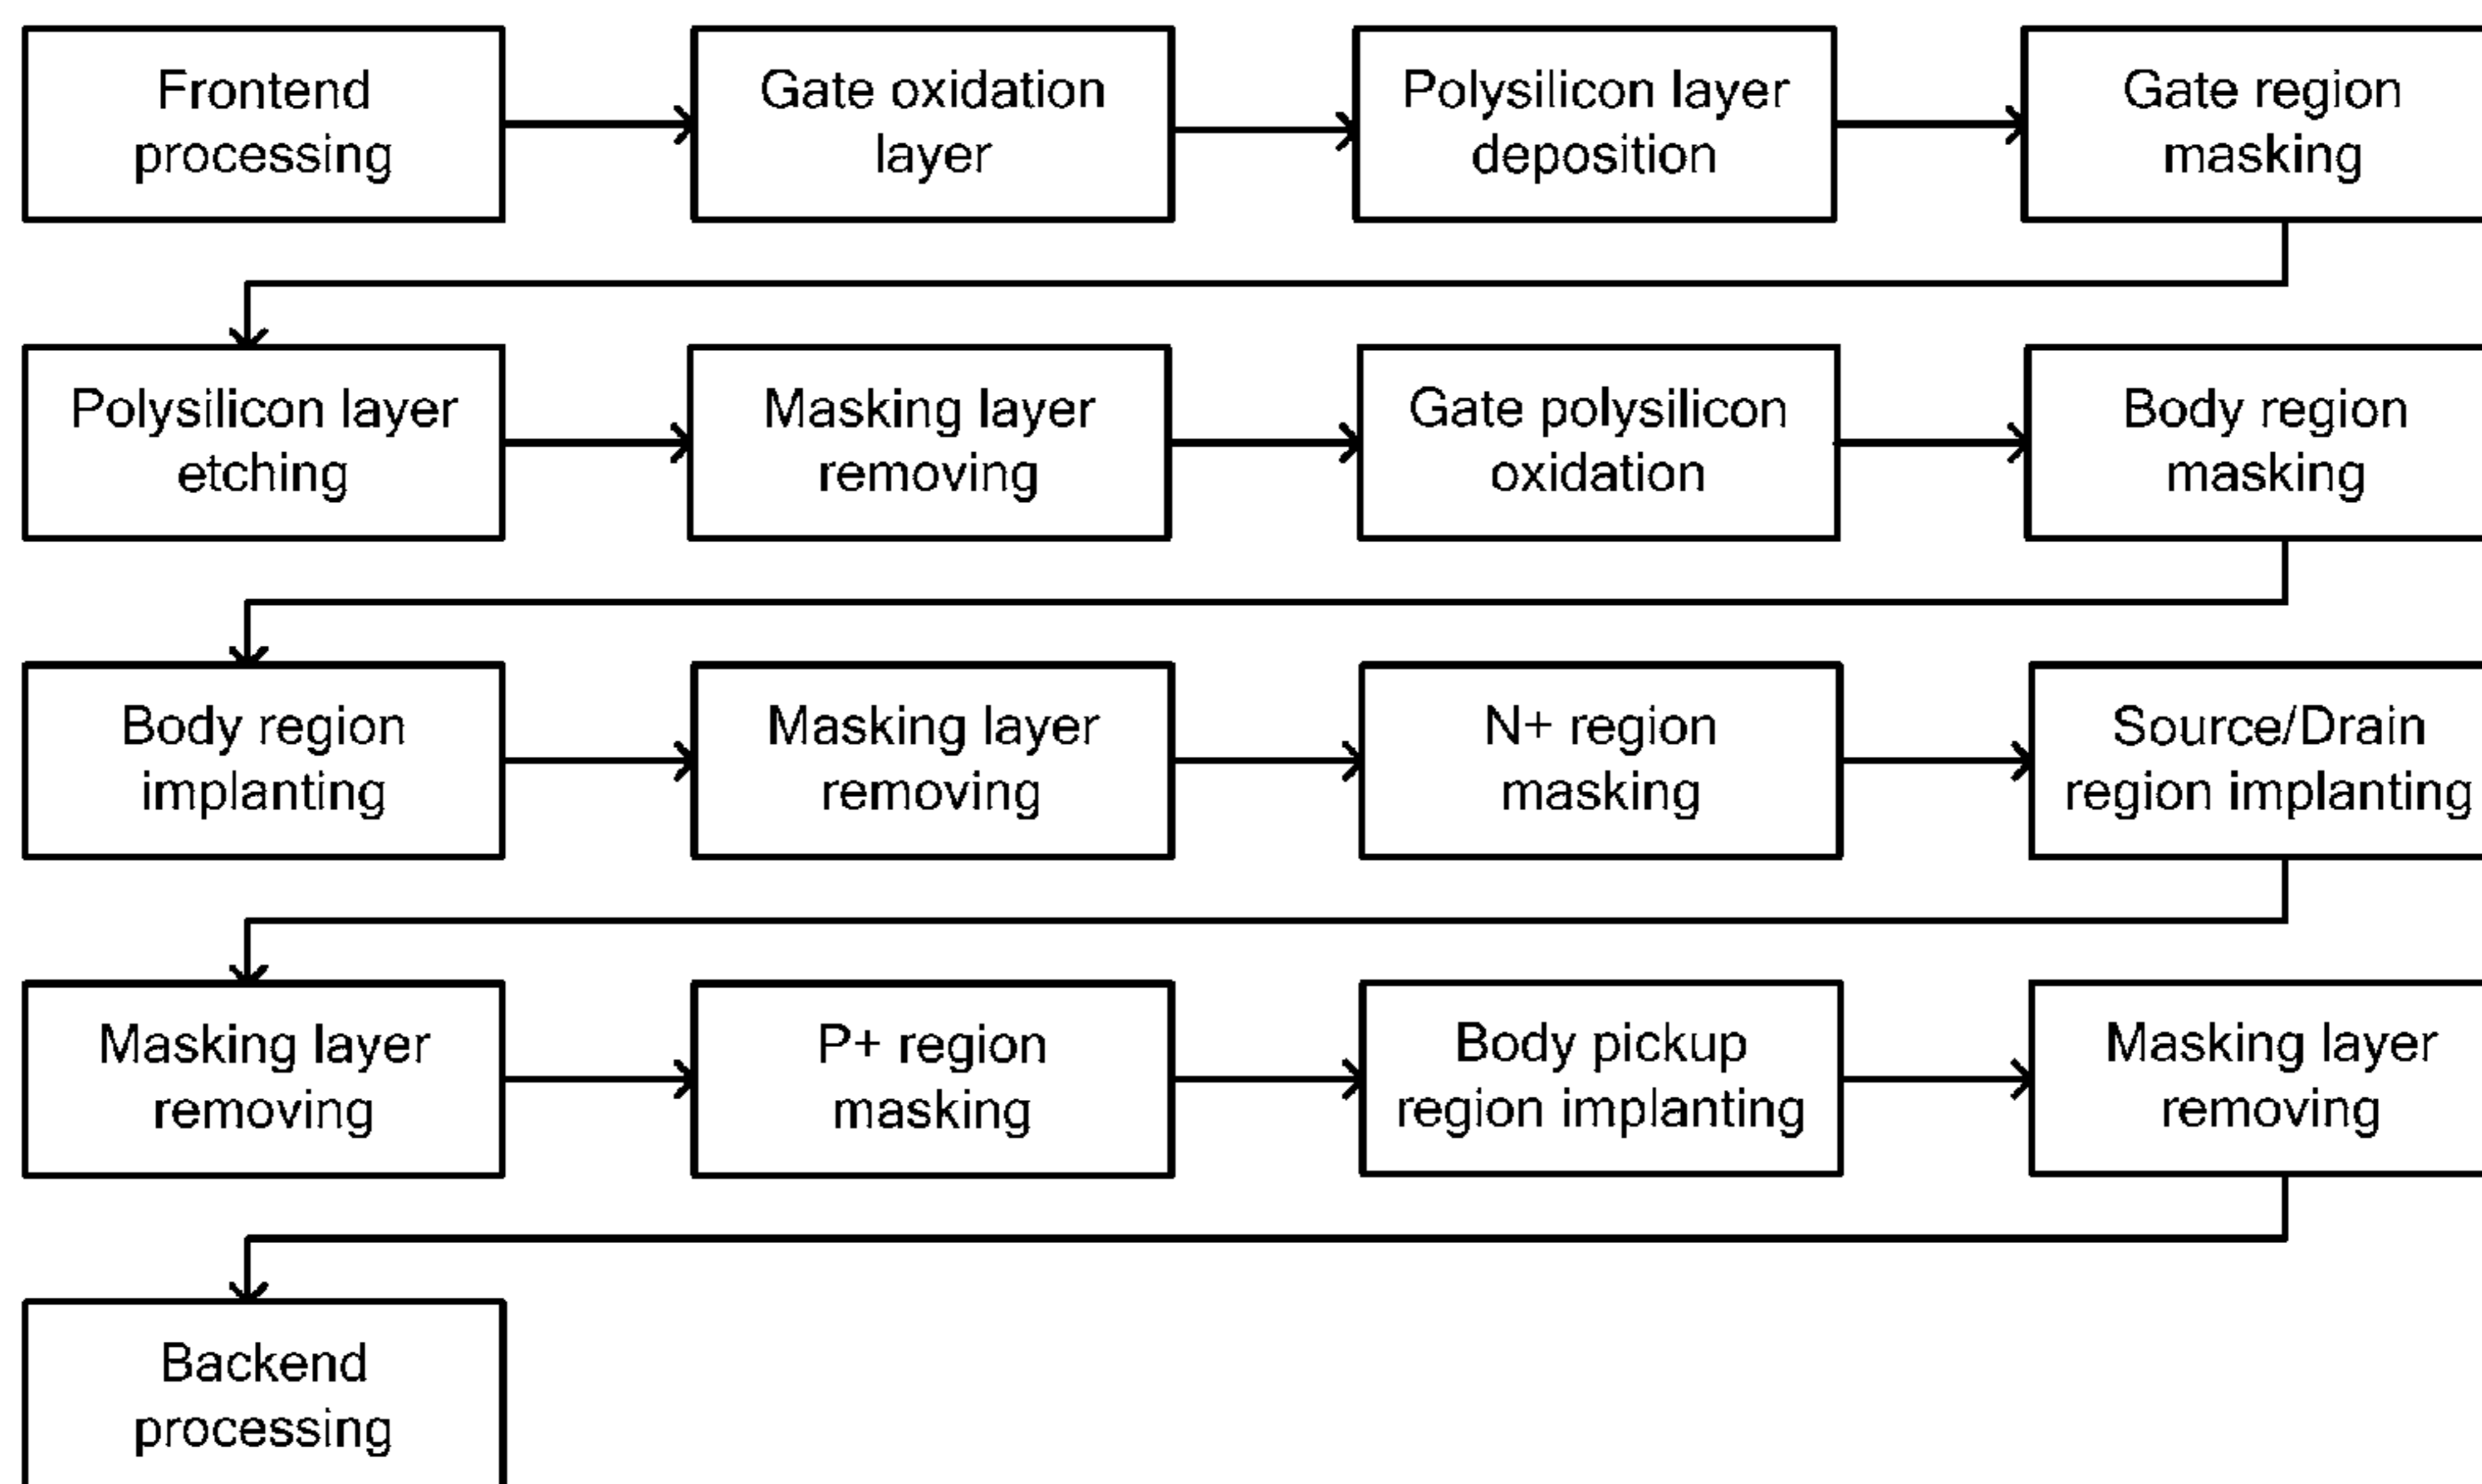 Frontend
processing
Gate oxidation
layer
Polysilicon layer
deposition
Gate region
masking
Polysilicon layer
etching
Masking layer
removing
Gate polysilicon
oxidation
Body region
masking
Body region
implanting
Masking layer
removing
N+ region
masking
Source/Drain
region implanting
Masking layer
removing
P+ region
masking
Body pickup
region implanting
Masking layer
removing
Backend
processing